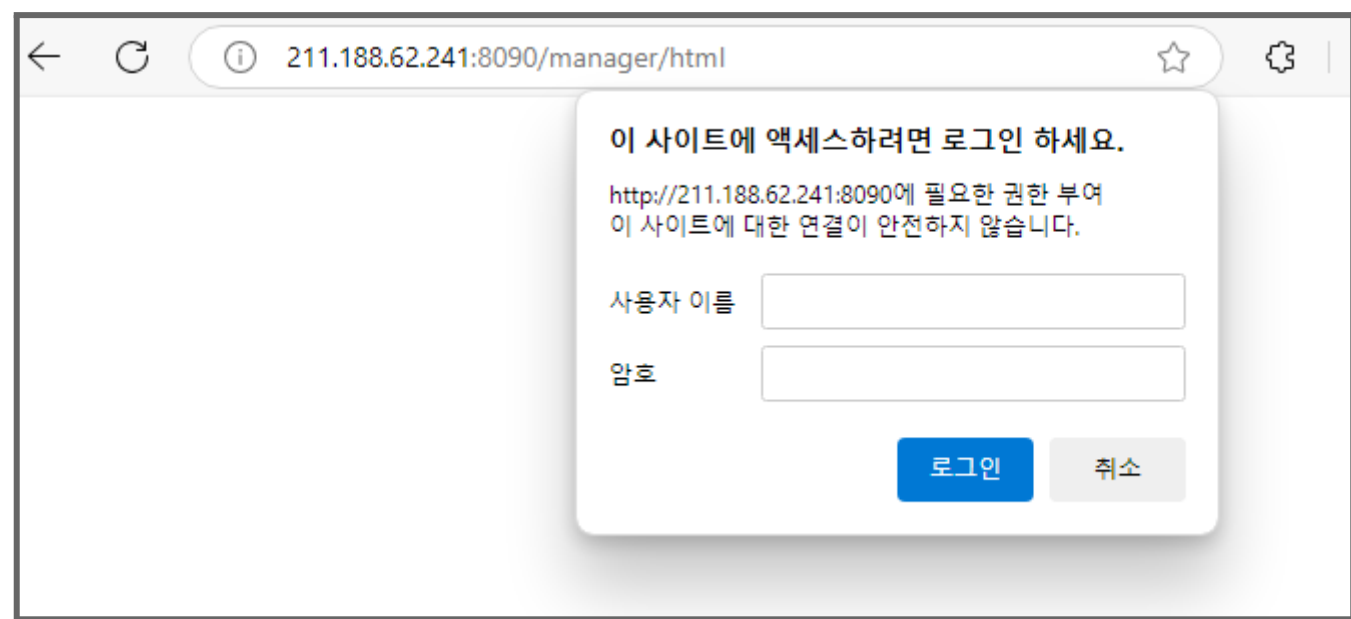 211.188.62.241:8090/manager/html
이 사이트에 액세스하려면 로그인 하세요.
http://211.188.62.241:8090에 필요한 권한 부여
이 사이트에 대한 연결이 안전하지 않습니다.
사용자 이름
암호
로그인 취소